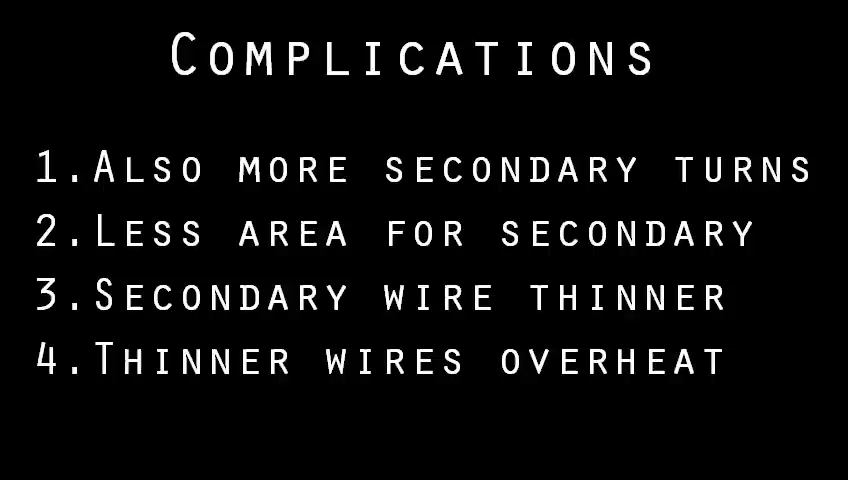 Complications
1.Also more secondary turns
2.Less area for secondary
3.Secondary wire thinner
4.Thinner wires overheat